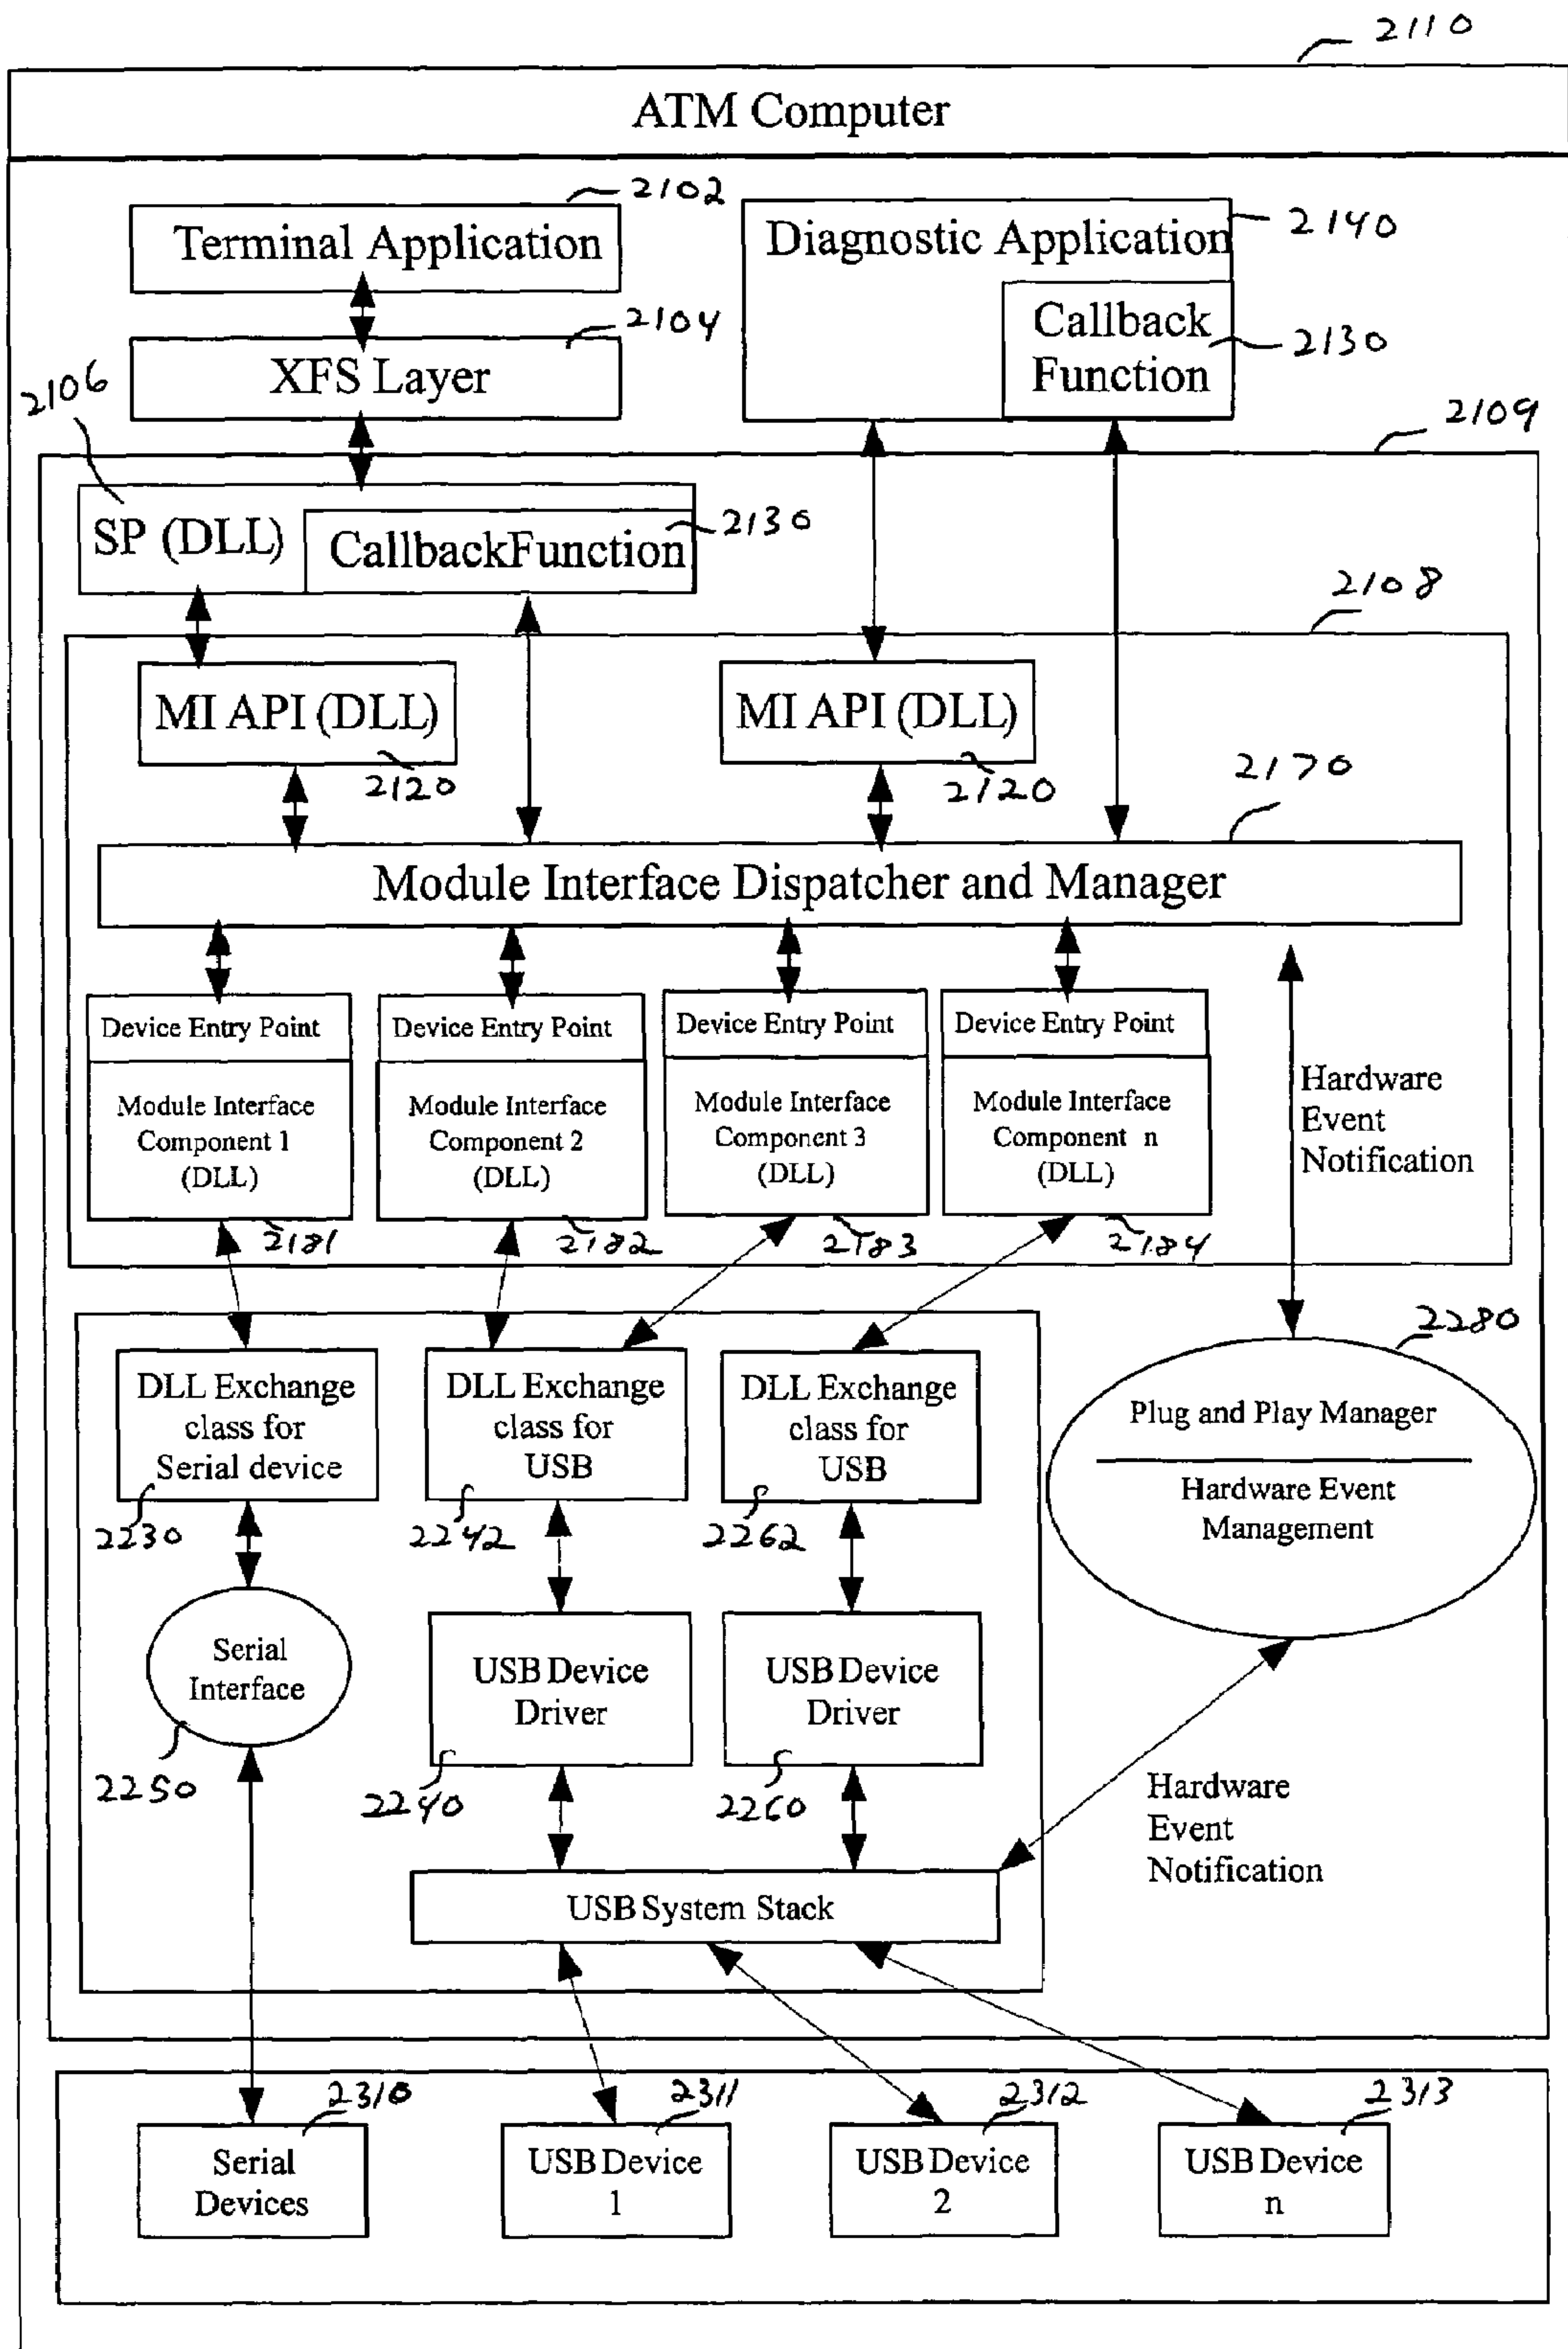 2110
ATM Computer
2102
Terminal Application
2140
Diagnostic Application
Callback
Function
2130
2104
XFS Layer
2106
2109
SP (DLL)
CallbackFunction
2130
2108
MI API (DLL)
2120
MI API (DLL)
2120
2170
Module Interface Dispatcher and Manager
Device Entry Point
Module Interface
Component 1
(DLL)
2181
Device Entry Point
Module Interface
Component 2
(DLL)
2182
Device Entry Point
Module Interface
Component 3
(DLL)
2183
Device Entry Point
Module Interface
Component n
(DLL)
2184
Hardware
Event
Notification
2280
Plug and Play Manager
Hardware Event
Management
DLL Exchange
class for
Serial device
2230
DLL Exchange
class for
USB
2242
DLL Exchange
class for
USB
2262
Serial
Interface
2250
USB Device
Driver
2240
USB Device
Driver
2260
Hardware
Event
Notification
USB System Stack
2310
Serial
Devices
2311
USB Device
1
2312
USB Device
2
2313
USB Device
n